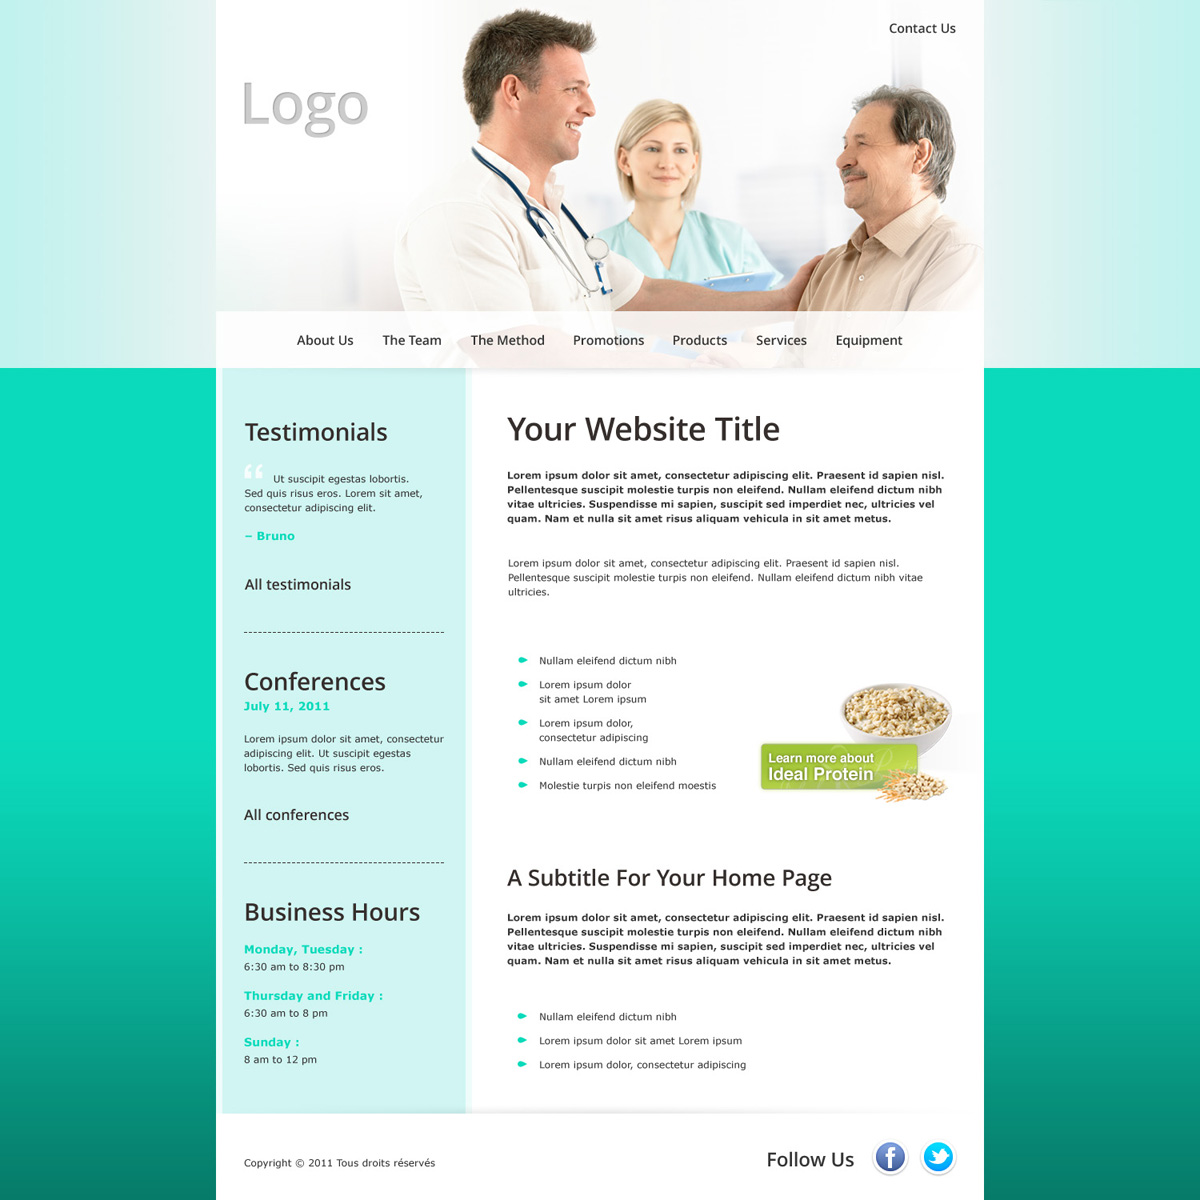 Contact Us
Logo
About Us The Team The Method Promotions Products Services Equipment
Testimonials
“ Ut suscipit egestas lobortis.
Sed quis risus eros. Lorem sit amet,
consectetur adipiscing elit.
– Bruno
All testimonials
Conferences
July 11, 2011
Lorem ipsum dolor sit amet, consectetur
adipiscing elit. Ut suscipit egestas
lobortis. Sed quis risus eros.
All conferences
Business Hours
Monday, Tuesday :
6:30 am to 8:30 pm
Thursday and Friday :
6:30 am to 8 pm
Sunday :
8 am to 12 pm
Your Website Title
Lorem ipsum dolor sit amet, consectetur adipiscing elit. Praesent id sapien nisl.
Pellentesque suscipit molestie turpis non eleifend. Nullam eleifend dictum nibh
vitae ultricies. Suspendisse mi sapien, suscipit sed imperdiet nec, ultricies vel
quam. Nam et nulla sit amet risus aliquam vehicula in sit amet metus.
Lorem ipsum dolor sit amet, consectetur adipiscing elit. Praesent id sapien nisl.
Pellentesque suscipit molestie turpis non eleifend. Nullam eleifend dictum nibh vitae
ultricies.
Nullam eleifend dictum nibh
Lorem ipsum dolor
sit amet Lorem ipsum
Lorem ipsum dolor,
consectetur adipiscing
Nullam eleifend dictum nibh
Molestie turpis non eleifend moestis
Learn more about
Ideal Protein
A Subtitle For Your Home Page
Lorem ipsum dolor sit amet, consectetur adipiscing elit. Praesent id sapien nisl.
Pellentesque suscipit molestie turpis non eleifend. Nullam eleifend dictum nibh
vitae ultricies. Suspendisse mi sapien, suscipit sed imperdiet nec, ultricies vel
quam. Nam et nulla sit amet risus aliquam vehicula in sit amet metus.
Nullam eleifend dictum nibh
Lorem ipsum dolor sit amet Lorem ipsum
Lorem ipsum dolor, consectetur adipiscing
Copyright © 2011 Tous droits réservés
Follow Us f